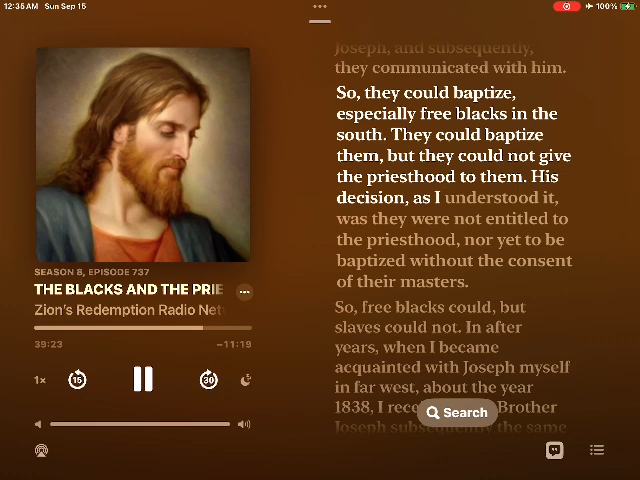 12:35 AM Sun Sep 15
100%
SEASON 8, EPISODE 737
THE BLACKS AND THE PRIE
Zion's Redemption Radio Net
39:23
-11:19
1×
15
30
Joseph, and subsequently,
they communicated with him.
So, they could baptize,
especially free blacks in the
south. They could baptize
them, but they could not give
the priesthood to them. His
decision, as I understood it,
was they were not entitled to
the priesthood, nor yet to be
baptized without the consent
of their masters.
So, free blacks could, but
slaves could not. In after
years, when I became
acquainted with Joseph myself
in far west, about the year
1838, I rece Brother
Joseph subsequently the same
Search